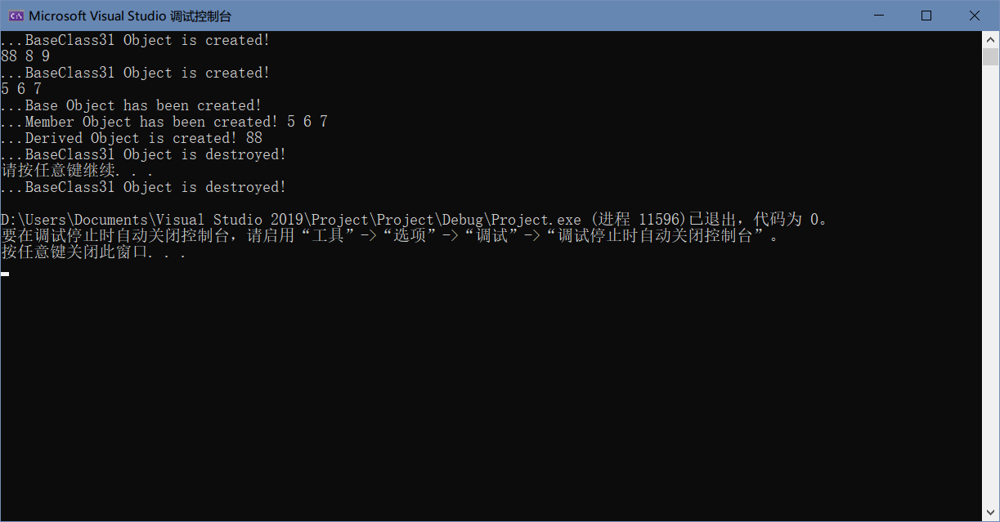 Microsoft Visual Studio 调试控制台
...BaseClass31 Object is created!
88 8 9
...BaseClass31 Object is created!
5 6 7
...Base Object has been created!
...Member Object has been created! 5 6 7
...Derived Object is created! 88
...BaseClass31 Object is destroyed!
请按任意键继续. . .
...BaseClass31 Object is destroyed!
D:\Users\Documents\Visual Studio 2019\Project\Project\Debug\Project.exe (进程 11596)已退出，代码为 0。
要在调试停止时自动关闭控制台，请启用“工具”->“选项”->“调试”->“调试停止时自动关闭控制台”。
按任意键关闭此窗口. . .